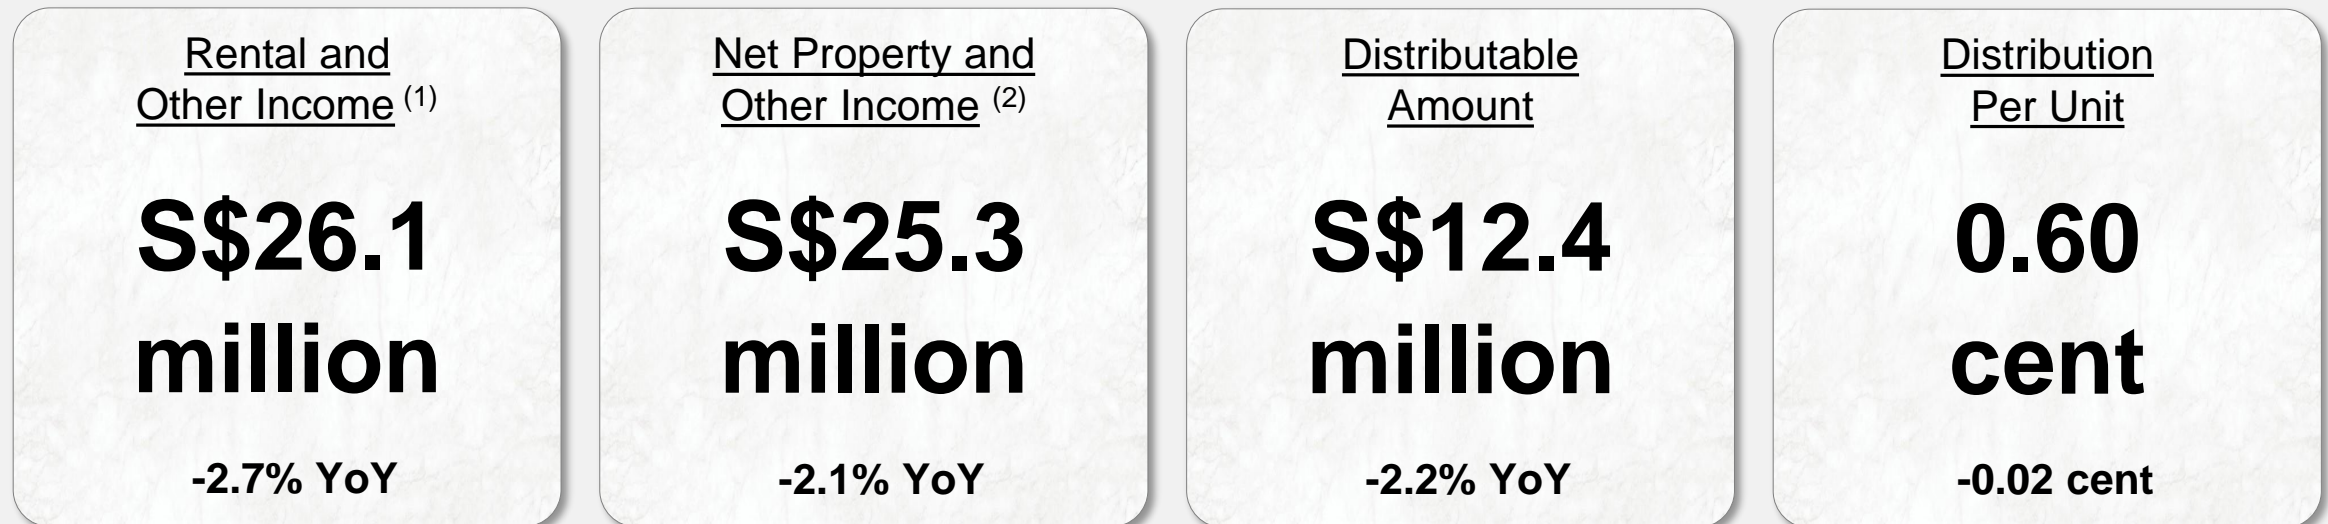 Rental and
Other Income (1)
S$26.1
million
-2.7% YoY
Net Property and
Other Income (2)
S$25.3
million
-2.1% YoY
Distributable
Amount
S$12.4
million
-2.2% YoY
Distribution
Per Unit
0.60
cent
-0.02 cent